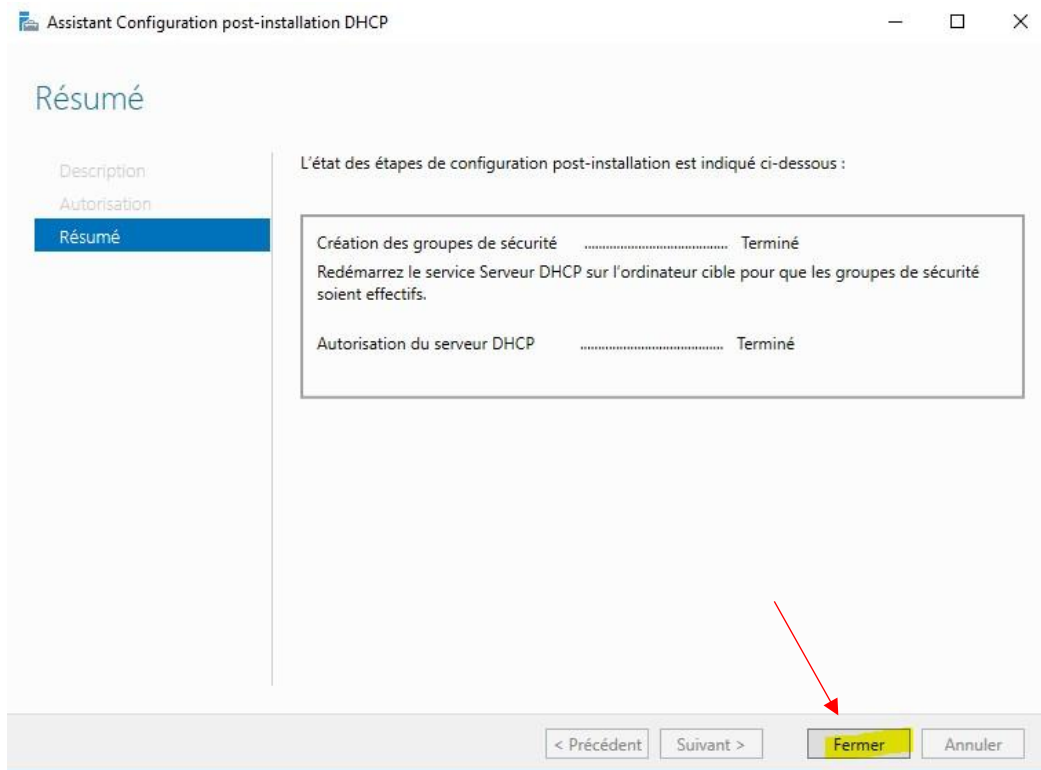 Assistant Configuration post-installation DHCP
Résumé
Description
Autorisation
Résumé
L'état des étapes de configuration post-installation est indiqué ci-dessous :
Création des groupes de sécurité ........................................ Terminé
Redémarrez le service Serveur DHCP sur l'ordinateur cible pour que les groupes de sécurité
soient effectifs.
Autorisation du serveur DHCP ........................................ Terminé
< Précédent
Suivant >
Fermer
Annuler